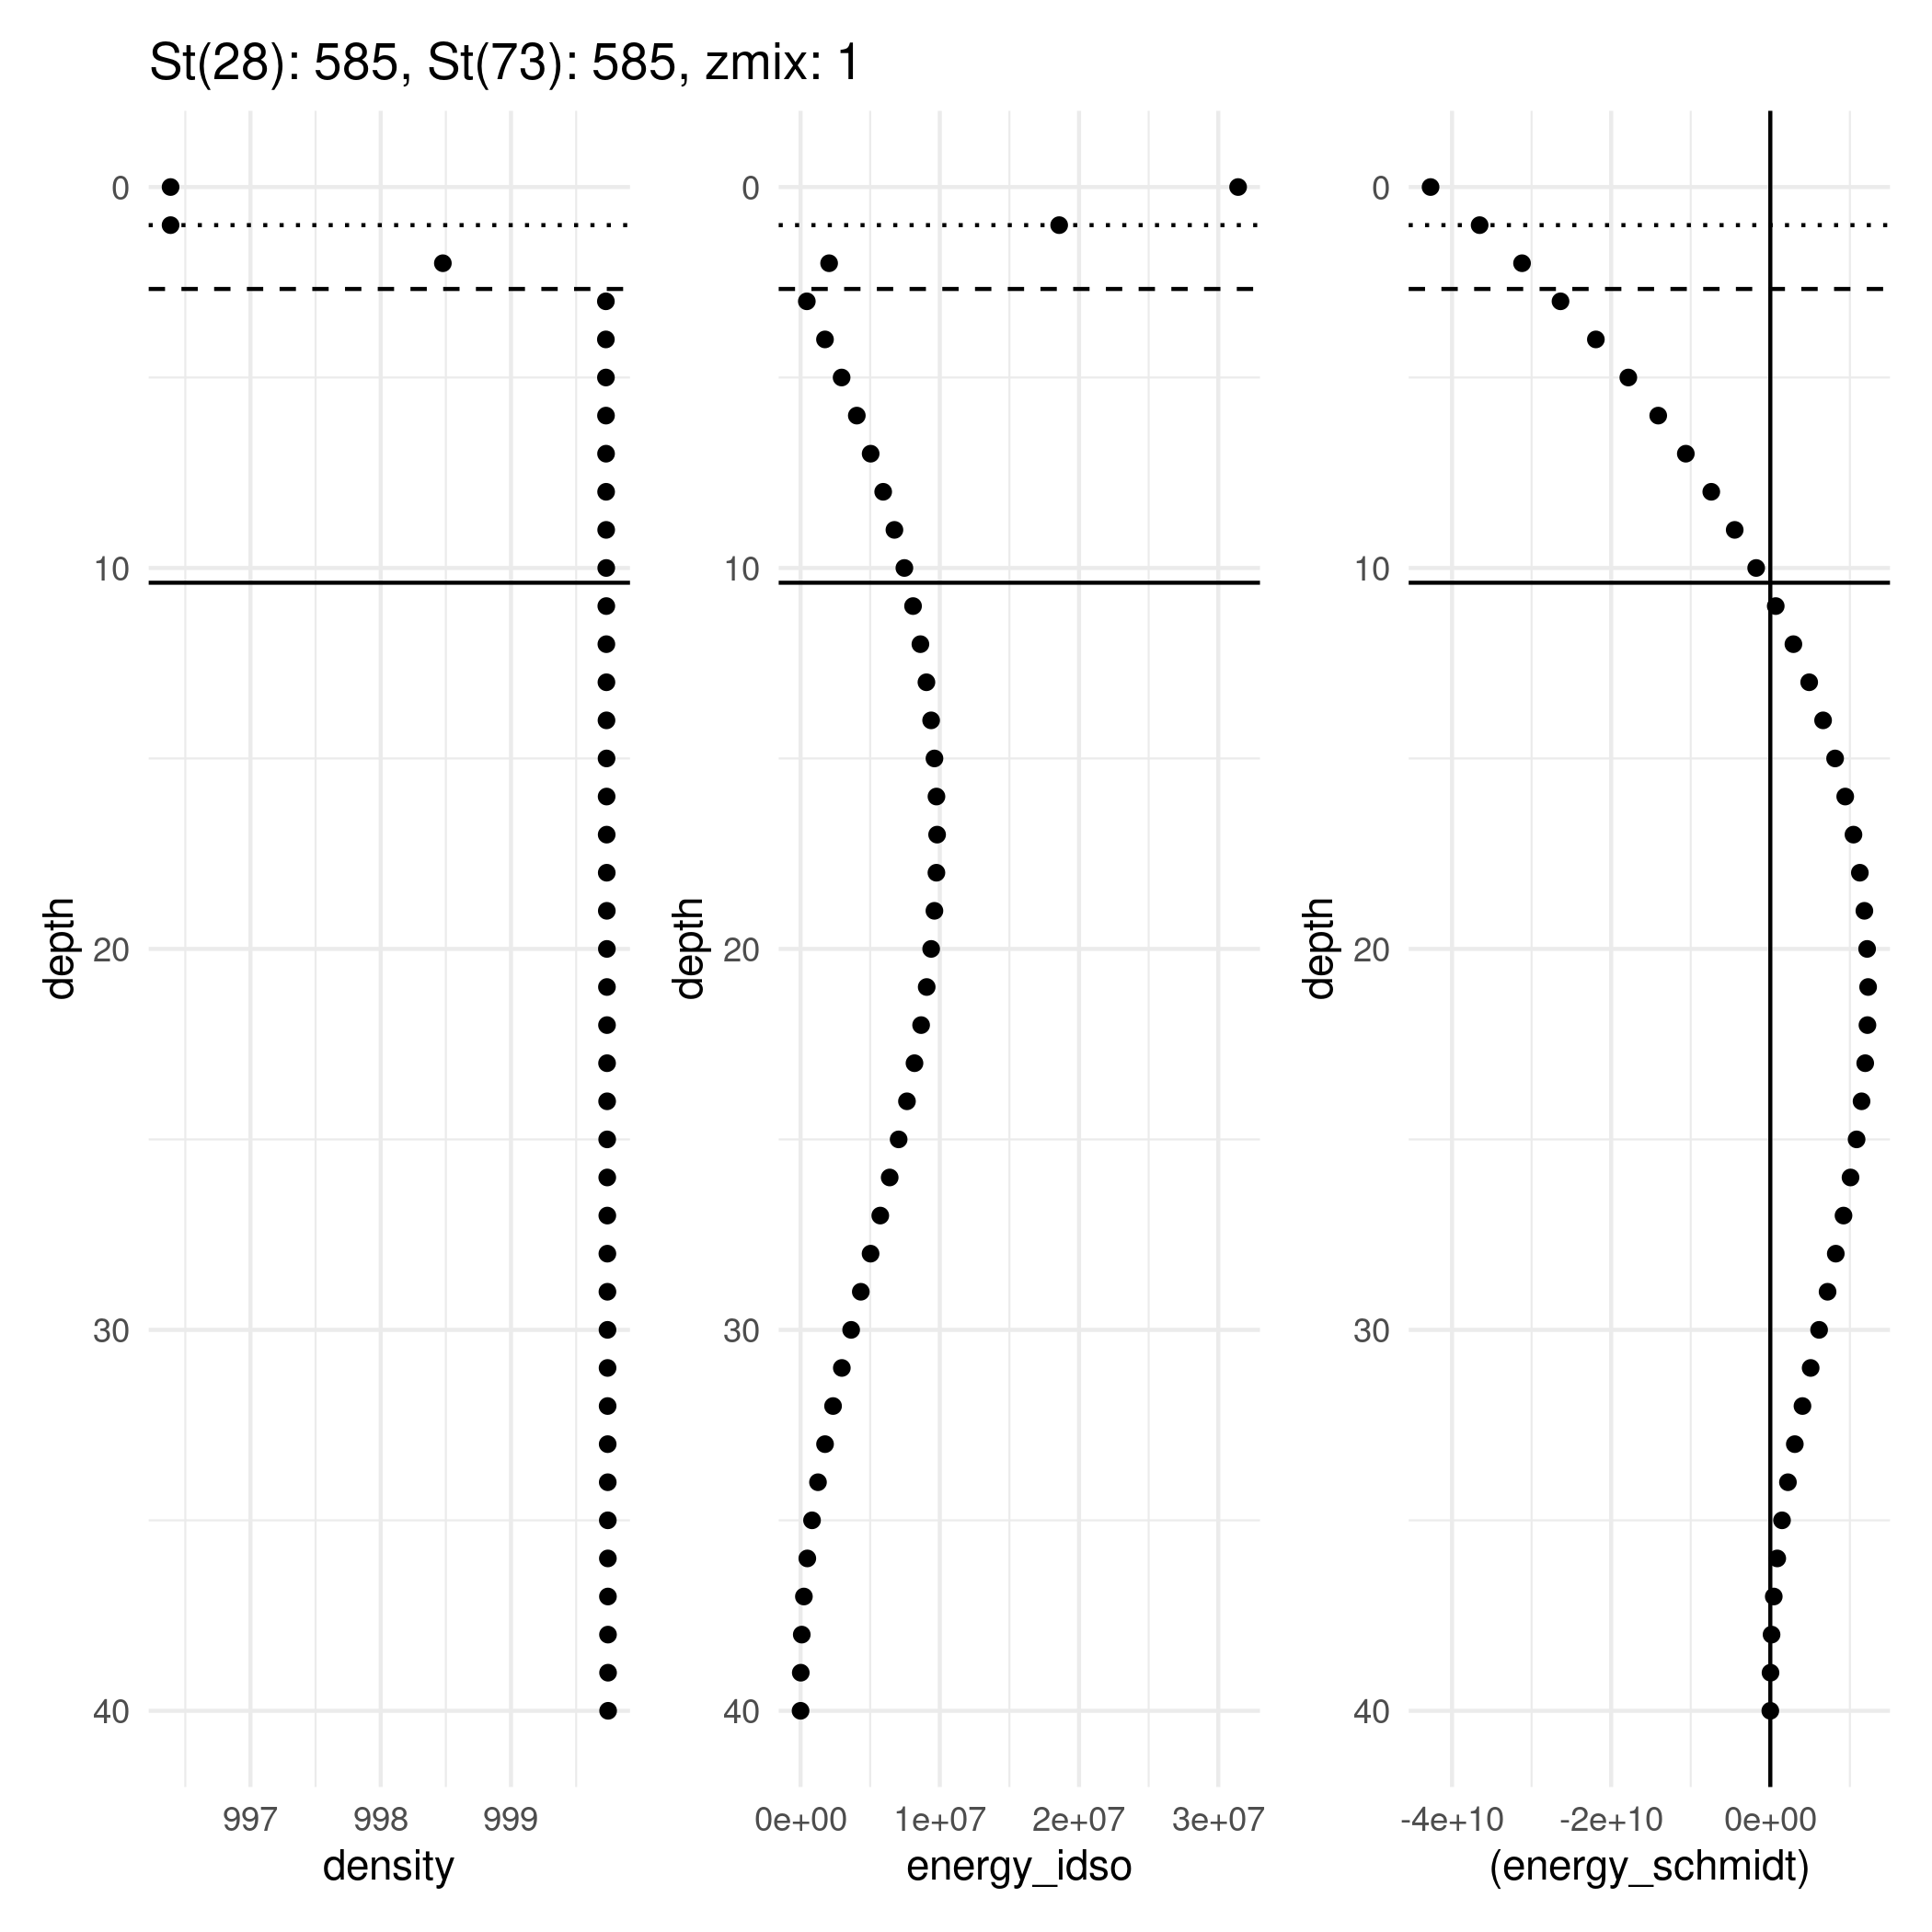 St(28): 585, St(73): 585, zmix: 1
0
10
20
30
40
depth
997 998 999
density
0
10
20
30
40
depth
0e+00 1e+07 2e+07 3e+07
energy_idso
0
10
20
30
40
depth
-4e+10 -2e+10 0e+00
(energy_schmidt)